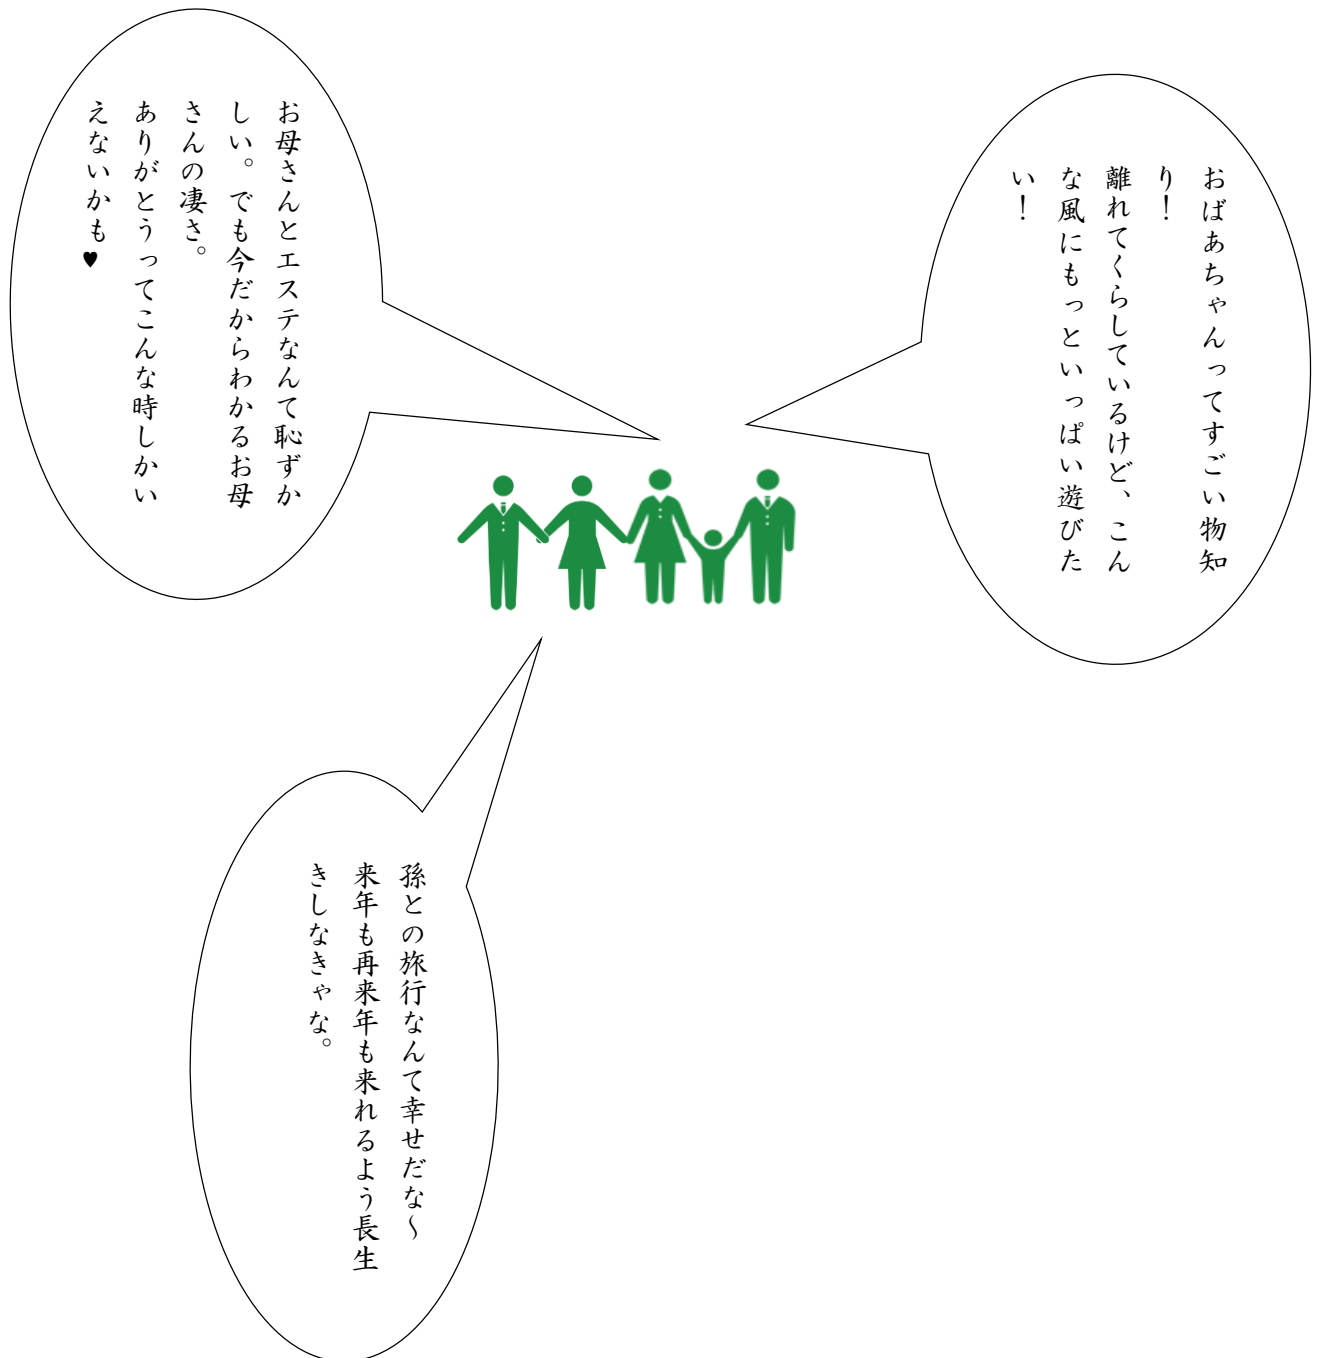 おばあちゃんってすごい物知
り！
離れてくらしているけど、こん
な風にもっといっぱい遊びた
い！
お母さんとエステなんて恥ずか
しい。でも今だからわかるお母
さんの凄さ。
ありがとうってこんな時しかい
えないかも♥
孫との旅行なんて幸せだな～
来年も再来年も来れるよう長生
きしなきゃな。